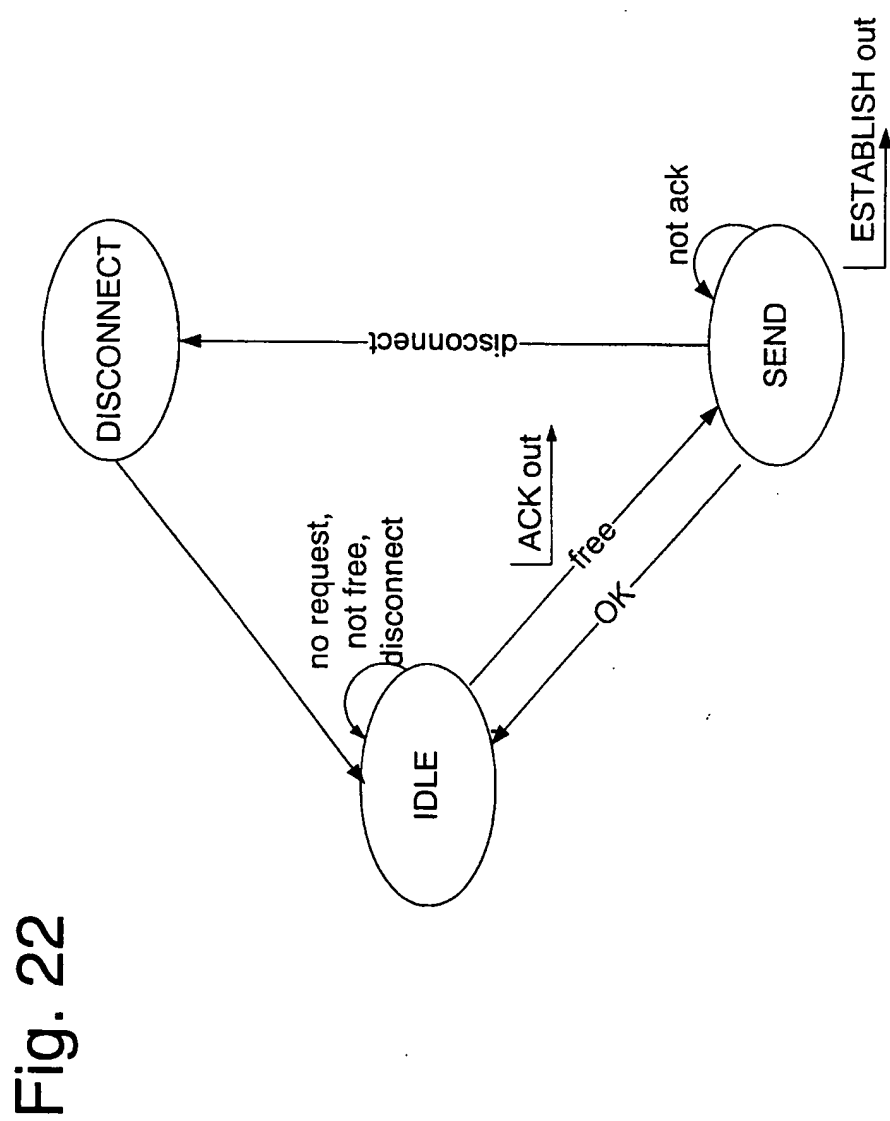 Fig. 22
DISCONNECT
disconnect
no request,
not free,
disconnect
IDLE
ACK out
free
OK
not ack
SEND
ESTABLISH out